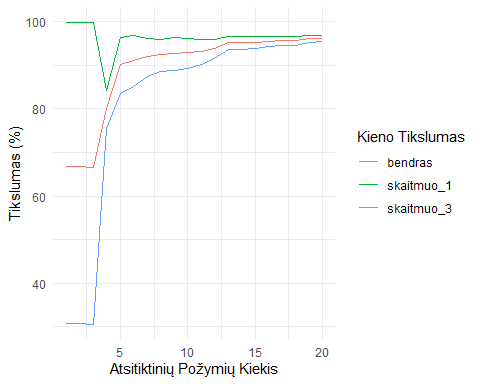 100
80
60
40
Tikslumas (%)
5
10
15
20
Atsitiktinių Požymių Kiekis
Kieno Tikslumas
bendras
skaitmuo_1
skaitmuo_3